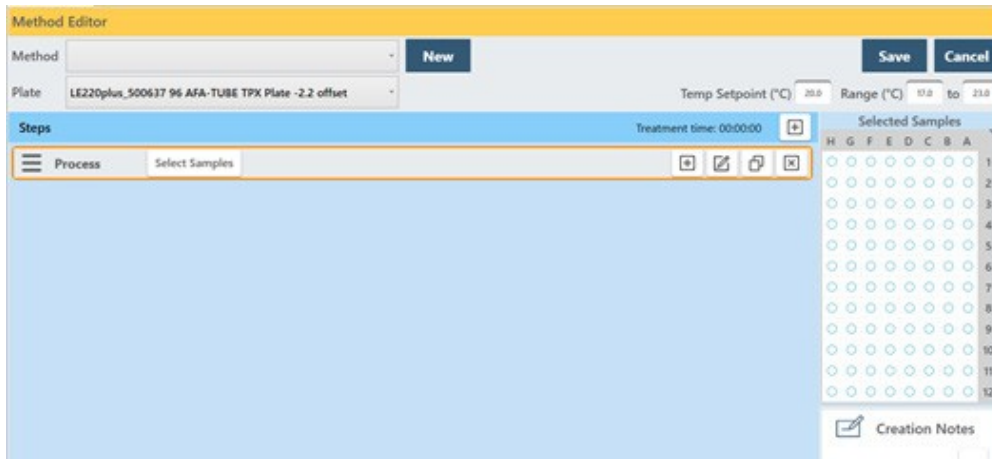 Method Editor
Method New Save Cancel
Plate LE220plus_500637 96 AFA-TUBE TPX Plate -2.2 offset Temp Setpoint (°C) 20.0 Range (°C) 17.0 to 23.0
Steps Treatment time: 00:00:00 Selected Samples
H G F E D C B A
Process Select Samples
1
2
3
4
5
6
7
8
9
10
11
12
Creation Notes